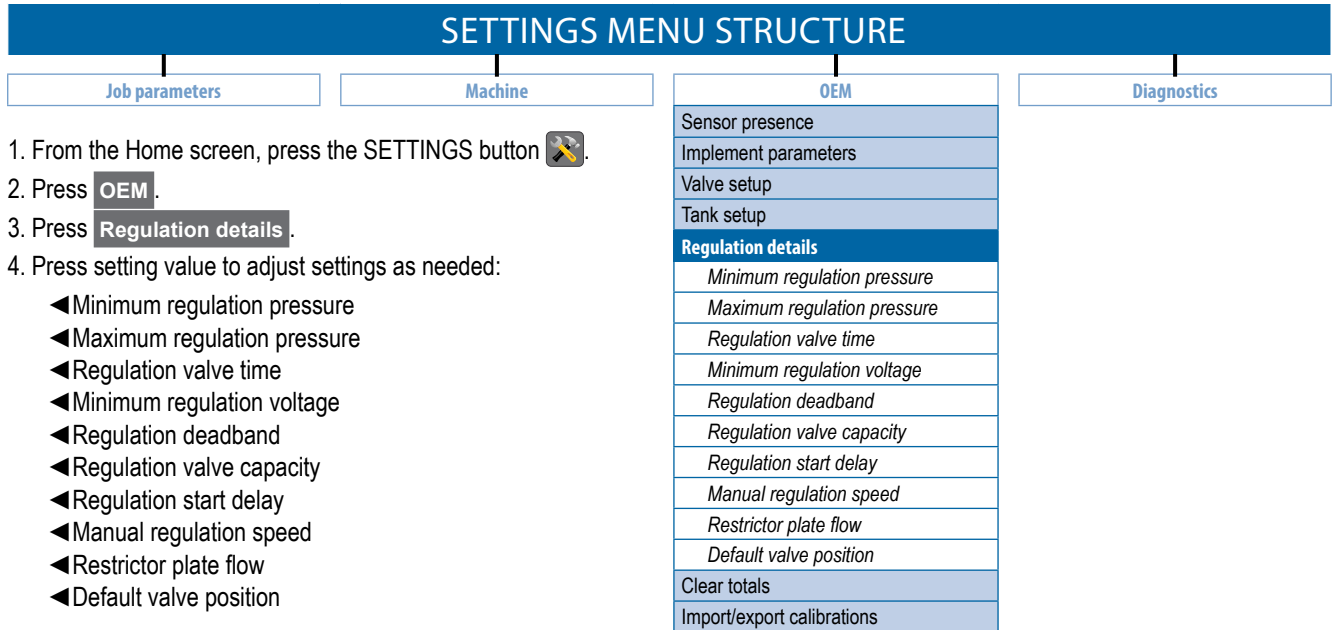 SETTINGS MENU STRUCTURE
Job parameters
Machine
OEM
Diagnostics
1. From the Home screen, press the SETTINGS button .
2. Press OEM.
3. Press Regulation details.
4. Press setting value to adjust settings as needed:
◄Minimum regulation pressure
◄Maximum regulation pressure
◄Regulation valve time
◄Minimum regulation voltage
◄Regulation deadband
◄Regulation valve capacity
◄Regulation start delay
◄Manual regulation speed
◄Restrictor plate flow
◄Default valve position
Sensor presence
Implement parameters
Valve setup
Tank setup
Regulation details
Minimum regulation pressure
Maximum regulation pressure
Regulation valve time
Minimum regulation voltage
Regulation deadband
Regulation valve capacity
Regulation start delay
Manual regulation speed
Restrictor plate flow
Default valve position
Clear totals
Import/export calibrations